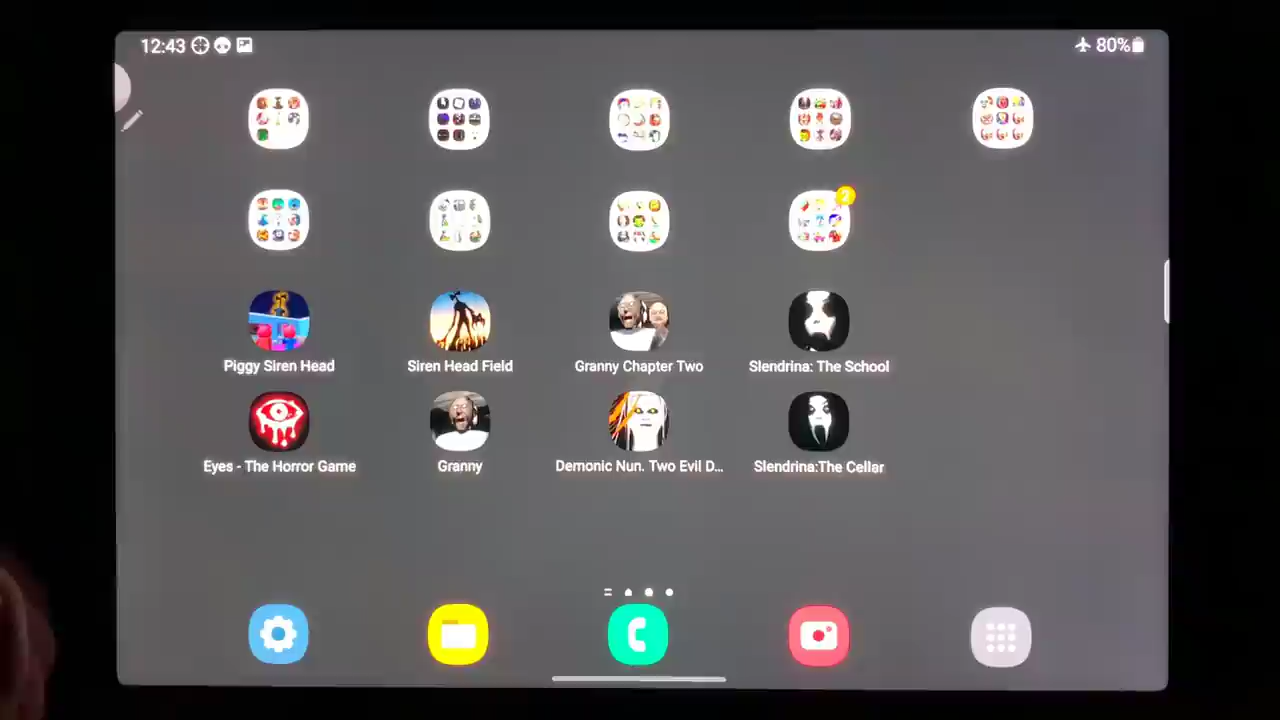 12:43
80%
2
Piggy Siren Head
Siren Head Field
Granny Chapter Two
Slendrina: The School
Eyes - The Horror Game
Granny
Demonic Nun. Two Evil D...
Slendrina:The Cellar